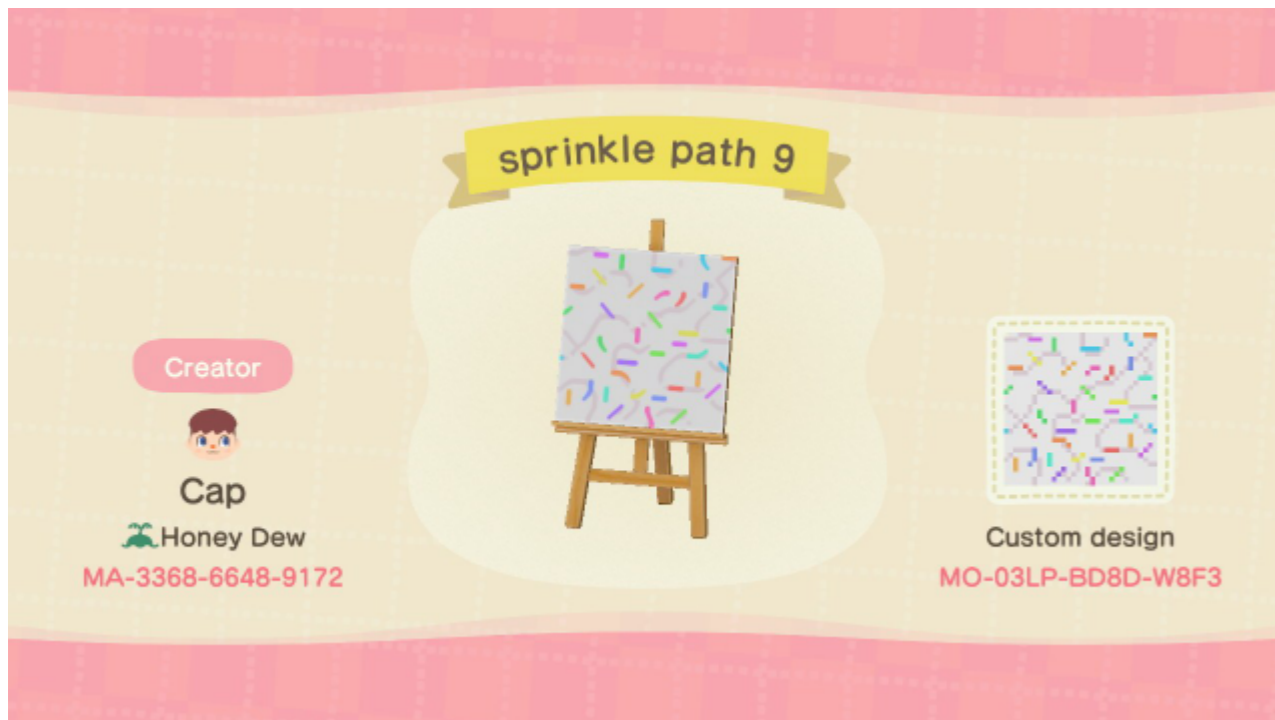 sprinkle path 9
Creator
Cap
Honey Dew
MA-3368-6648-9172
Custom design
MO-03LP-BD8D-W8F3